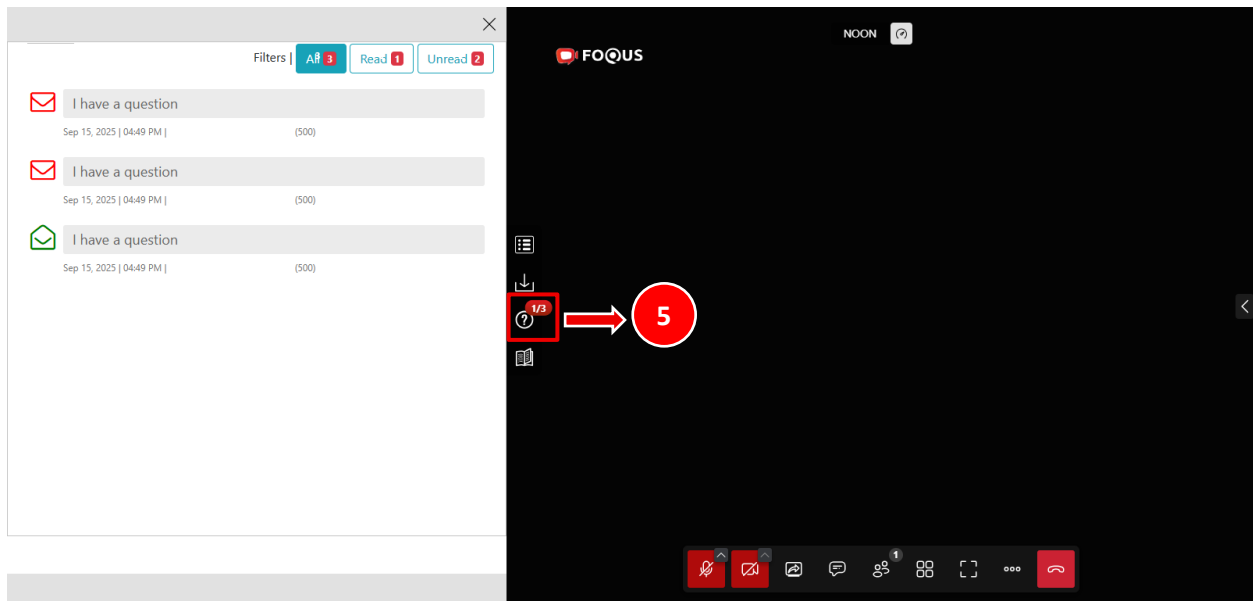 Filters | All 3 Read 1 Unread 2
I have a question
Sep 15, 2025 | 04:49 PM | (500)
I have a question
Sep 15, 2025 | 04:49 PM | (500)
I have a question
Sep 15, 2025 | 04:49 PM | (500)
NOON
FOQUS
1/3
5
1